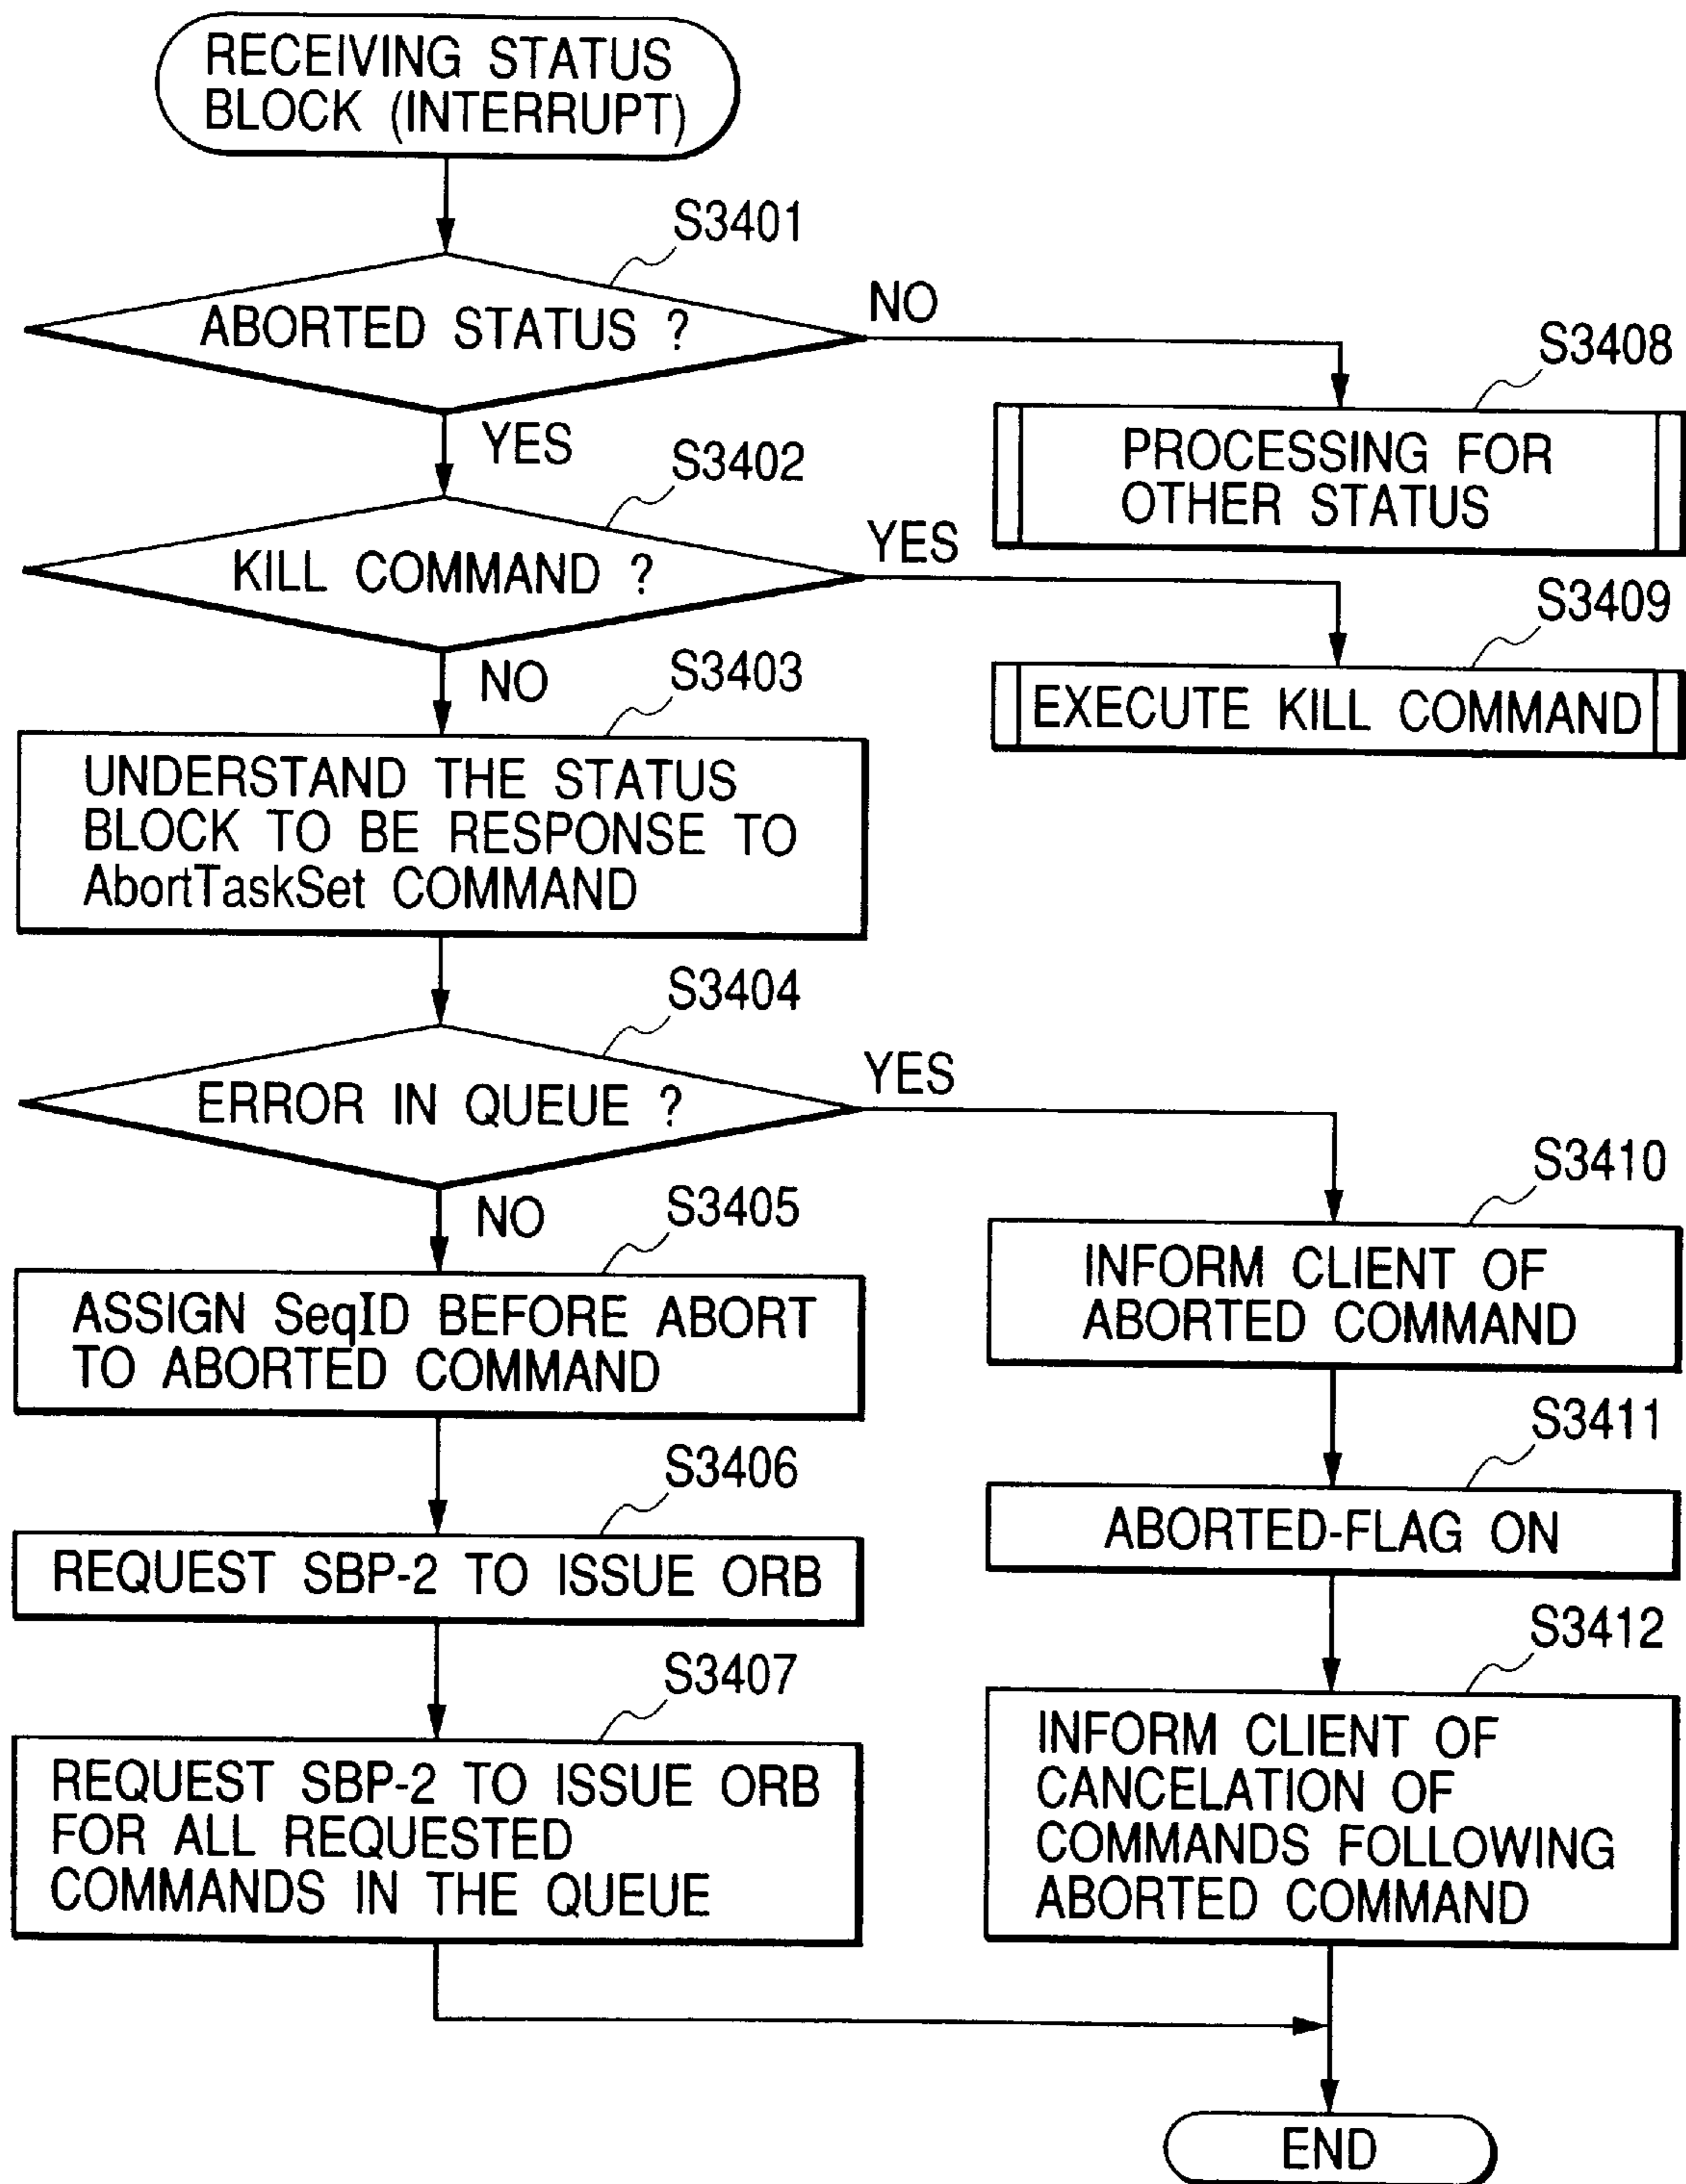 RECEIVING STATUS
BLOCK (INTERRUPT)
S3401
ABORTED STATUS ?
NO
YES
S3408
PROCESSING FOR
OTHER STATUS
S3402
KILL COMMAND ?
YES
NO
S3409
EXECUTE KILL COMMAND
S3403
UNDERSTAND THE STATUS
BLOCK TO BE RESPONSE TO
AbortTaskSet COMMAND
S3404
ERROR IN QUEUE ?
YES
NO
S3405
ASSIGN SeqID BEFORE ABORT
TO ABORTED COMMAND
S3406
REQUEST SBP-2 TO ISSUE ORB
S3407
REQUEST SBP-2 TO ISSUE ORB
FOR ALL REQUESTED
COMMANDS IN THE QUEUE
S3410
INFORM CLIENT OF
ABORTED COMMAND
S3411
ABORTED-FLAG ON
S3412
INFORM CLIENT OF
CANCELATION OF
COMMANDS FOLLOWING
ABORTED COMMAND
END